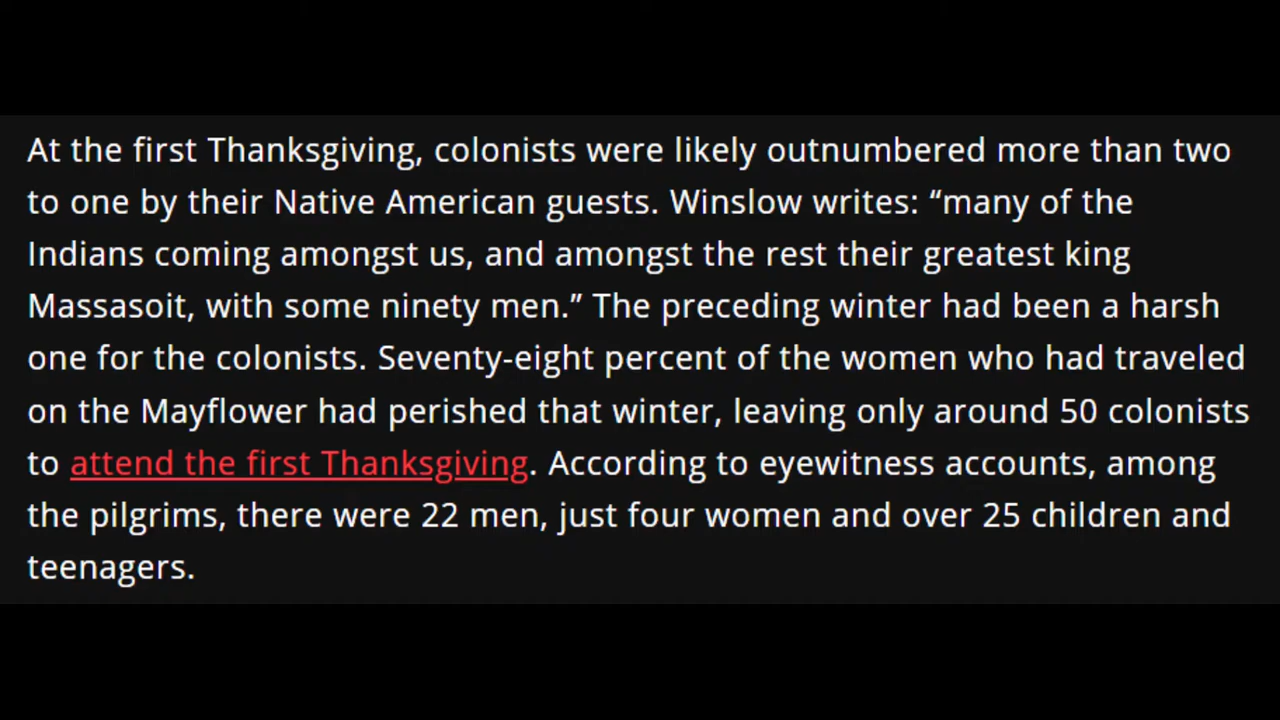 At the first Thanksgiving, colonists were likely outnumbered more than two
to one by their Native American guests. Winslow writes: “many of the
Indians coming amongst us, and amongst the rest their greatest king
Massasoit, with some ninety men.” The preceding winter had been a harsh
one for the colonists. Seventy-eight percent of the women who had traveled
on the Mayflower had perished that winter, leaving only around 50 colonists
to attend the first Thanksgiving. According to eyewitness accounts, among
the pilgrims, there were 22 men, just four women and over 25 children and
teenagers.